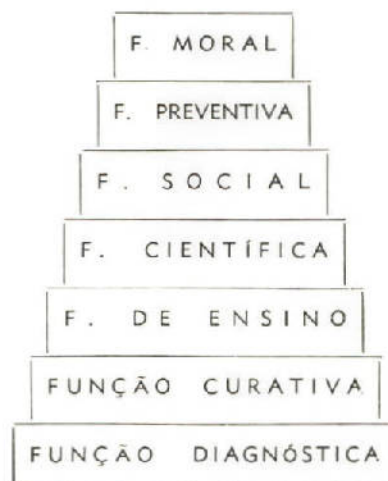 F. MORAL
F. PREVENTIVA
F. SOCIAL
F. CIENTÍFICA
F. DE ENSINO
FUNÇÃO CURATIVA
FUNÇÃO DIAGNÓSTICA